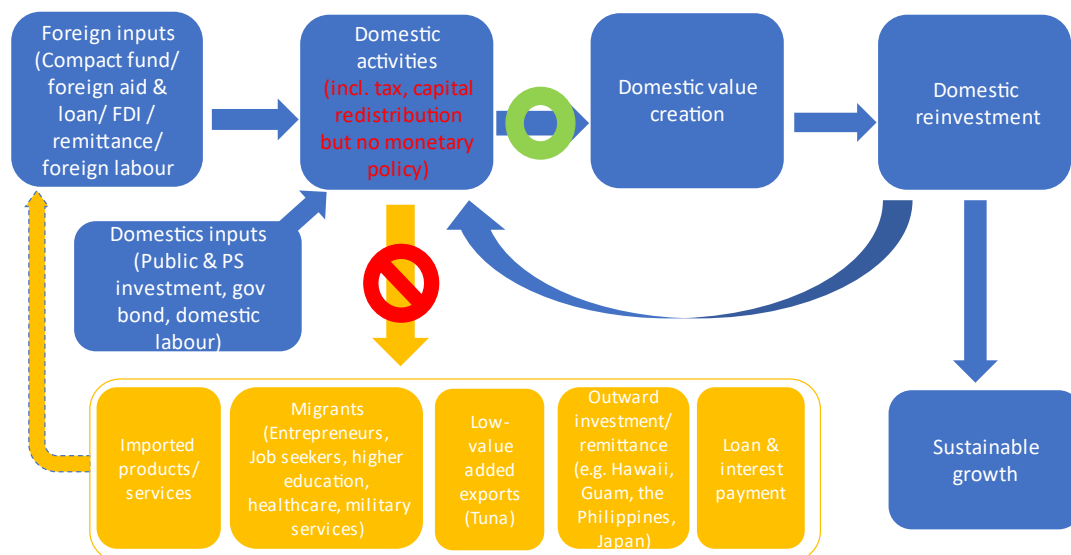 Foreign inputs
(Compact fund/
foreign aid &
loan/ FDI /
remittance/
foreign labour
Domestic
activities
(incl. tax, capital
redistribution
but no monetary
policy)
Domestic value
creation
Domestic
reinvestment
Domestics inputs
(Public & PS
investment, gov
bond, domestic
labour)
Imported
products/
services
Migrants
(Entrepreneurs,
Job seekers, higher
education,
healthcare, military
services)
Low-
value
added
exports
(Tuna)
Outward
investment/
remittance
(e.g. Hawaii,
Guam, the
Philippines,
Japan)
Loan &
interest
payment
Sustainable
growth